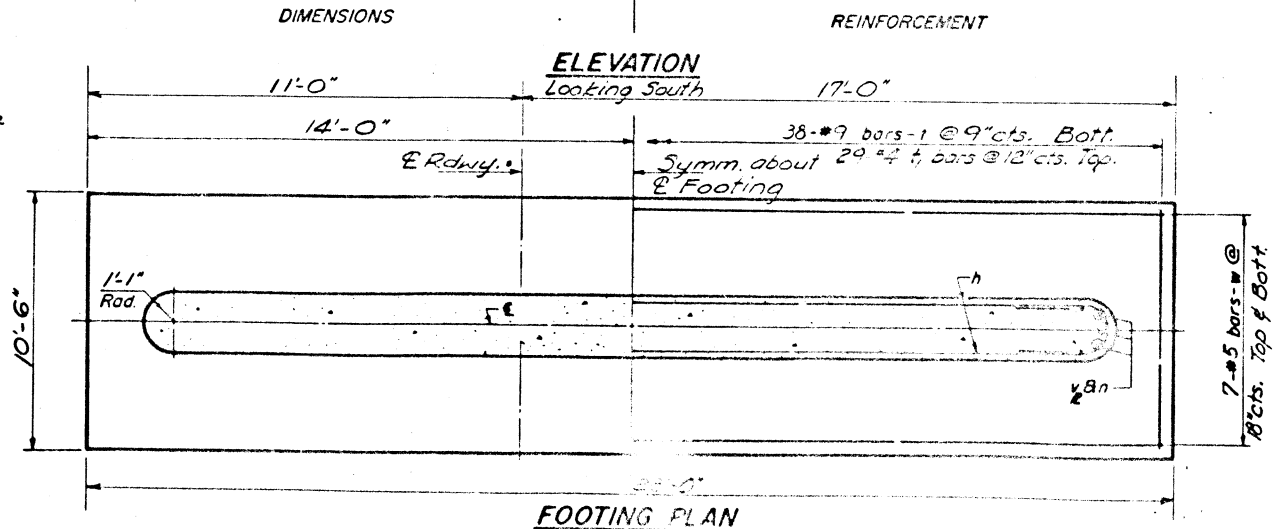 DIMENSIONS
REINFORCEMENT
ELEVATION
Looking South
11'-0"
17'-0"
14'-0"
38-#9 bars-t @ 9"cts. Bott.
29 #4 t, bars @ 12" cts. Top.
℄ Rdwy.
Symm. about
℄ Footing
1'-1"
Rad.
10'-6"
℄
h
v & n
7-#5 bars-w @
18"cts. Top & Bott.
FOOTING PLAN